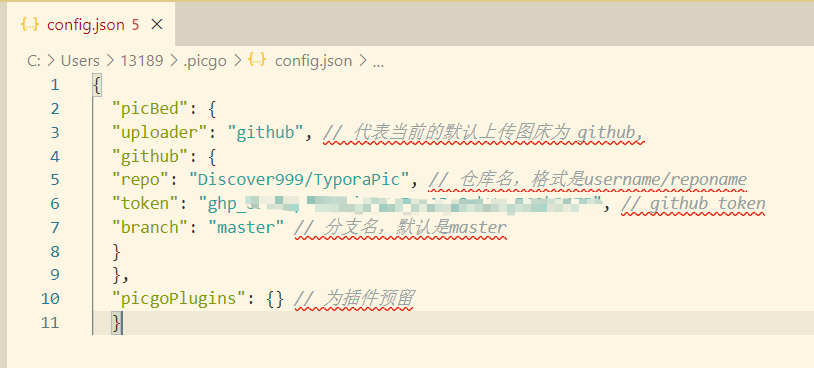 {..} config.json 5 ×
C: > Users > 13189 > .picgo > {..} config.json > ...
1 {
2 "picBed": {
3 "uploader": "github", // 代表当前的默认上传图床为 github,
4 "github": {
5 "repo": "Discover999/TyporaPic", // 仓库名，格式是username/reponame
6 "token": "ghp_ ", // github token
7 "branch": "master" // 分支名，默认是master
8 }
9 },
10 "picgoPlugins": {} // 为插件预留
11 }